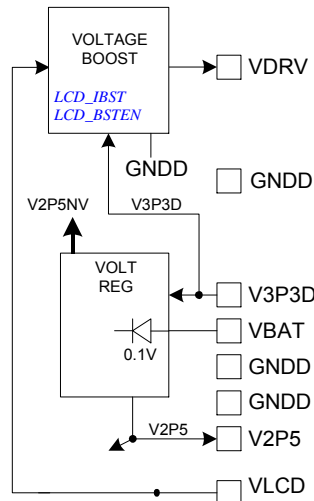 VOLTAGE
BOOST
LCD_IBST
LCD_BSTEN
VDRV
GNDD
GNDD
V3P3D
V2P5NV
VOLT
REG
V3P3D
VBAT
0.1V
GNDD
GNDD
V2P5
V2P5
VLCD